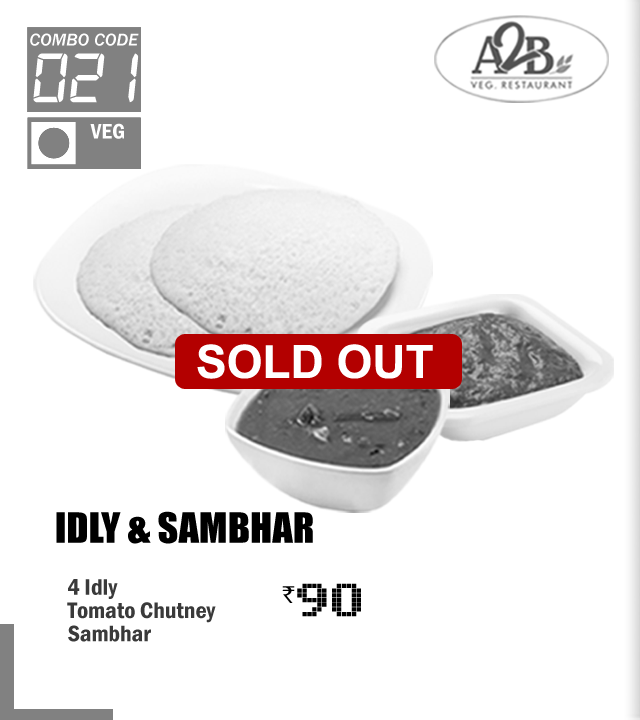 COMBO CODE
021
VEG
A2B
VEG. RESTAURANT
SOLD OUT
IDLY & SAMBHAR
4 Idly
Tomato Chutney
Sambhar
₹90